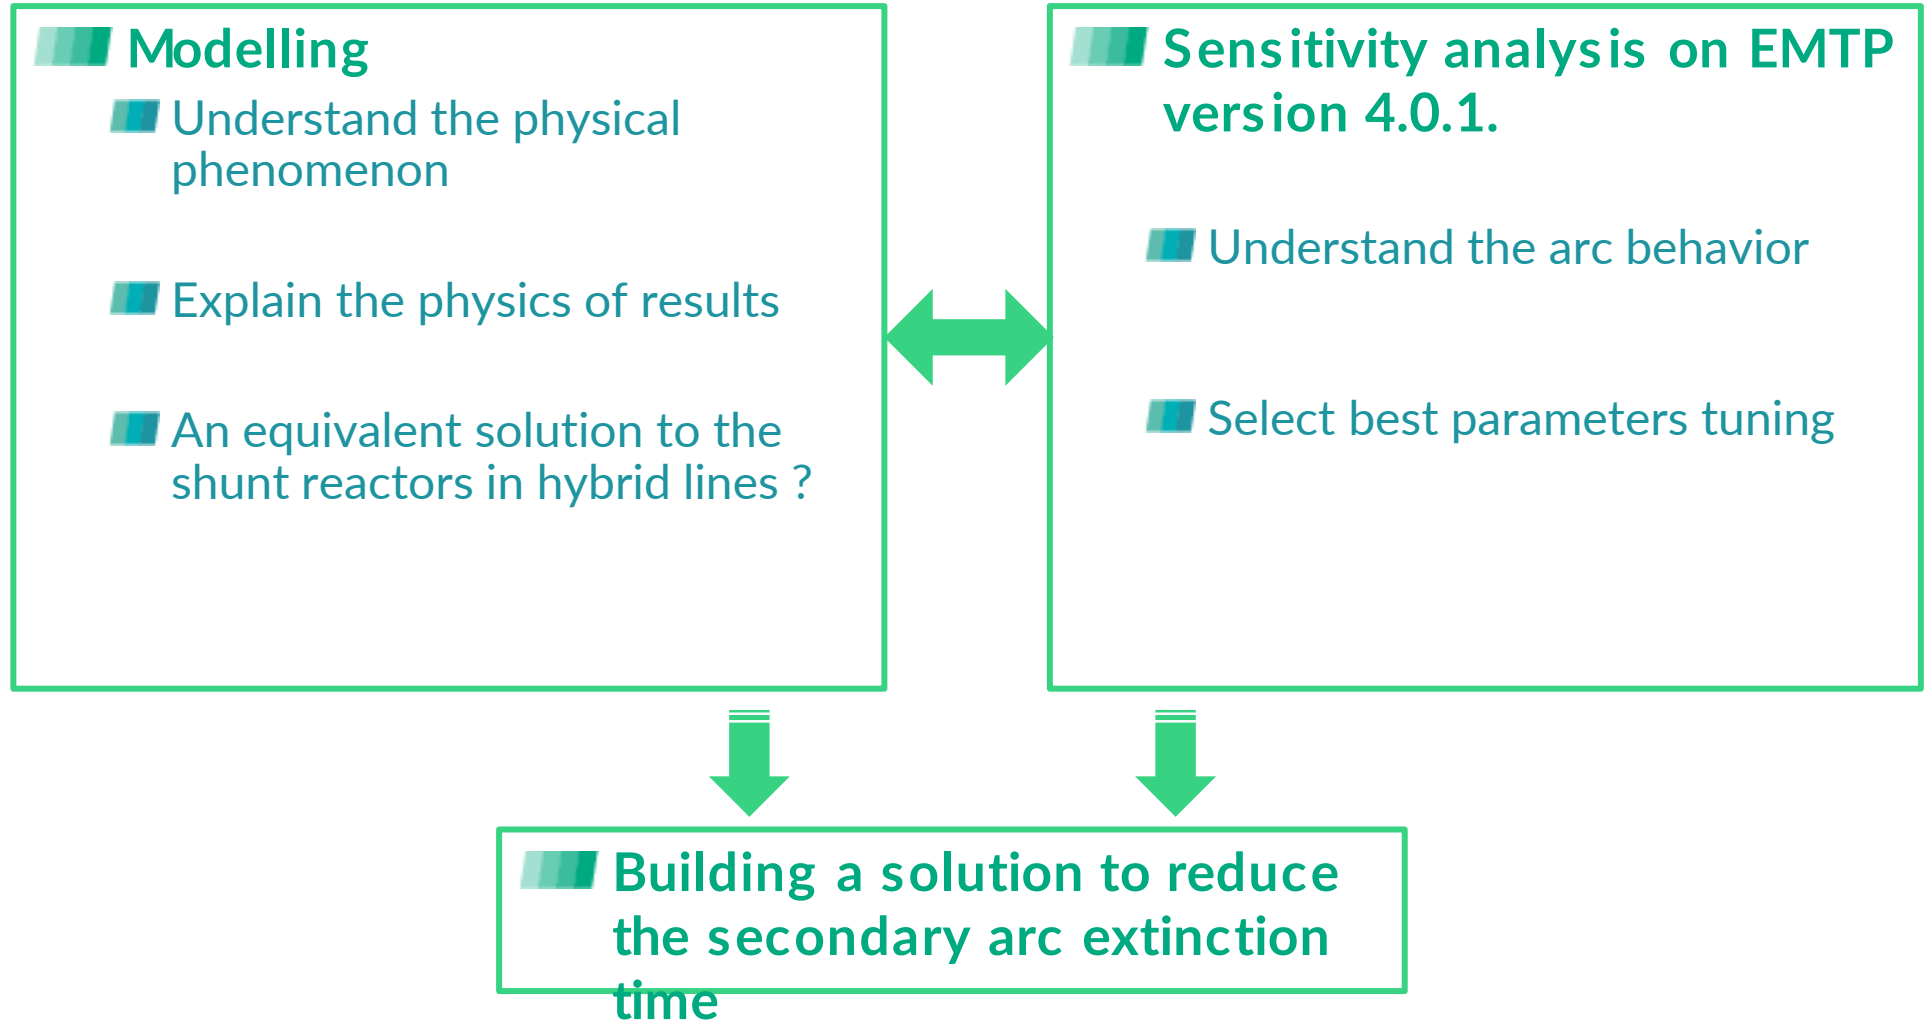 Modelling
Understand the physical
phenomenon
Explain the physics of results
An equivalent solution to the
shunt reactors in hybrid lines ?
Sensitivity analysis on EMTP
version 4.0.1.
Understand the arc behavior
Select best parameters tuning
Building a solution to reduce
the secondary arc extinction
time